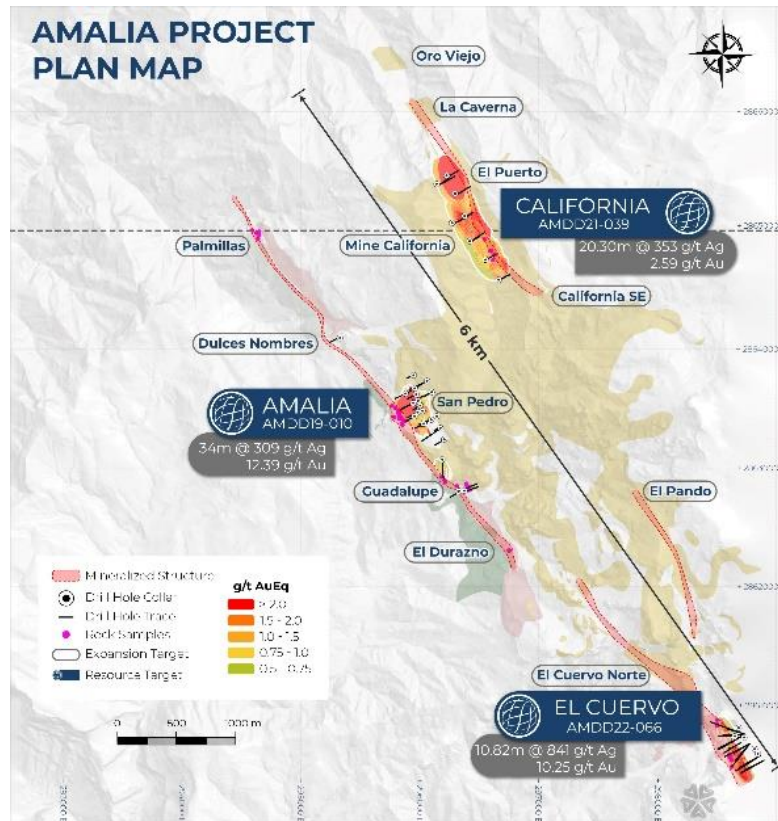 AMALIA PROJECT
PLAN MAP
Oro Viejo
La Caverna
El Puerto
CALIFORNIA
AMDD21-039
20.30m @ 353 g/t Ag
2.59 g/t Au
Palmillas
Mine California
California SE
6 km
Dulces Nombres
AMALIA
AMDD19-010
34m @ 309 g/t Ag
12.39 g/t Au
San Pedro
Guadalupe
El Pando
El Durazno
Mineralized Structure
Drill Hole Collar
Drill Hole Trace
Rock Samples
Expansion Target
Resource Target
g/t AuEq
> 2.0
1.5 - 2.0
1.0 - 1.5
0.75 - 1.0
0.5 - 0.75
0 500 1000 m
El Cuervo Norte
EL CUERVO
AMDD22-066
10.82m @ 841 g/t Ag
10.25 g/t Au